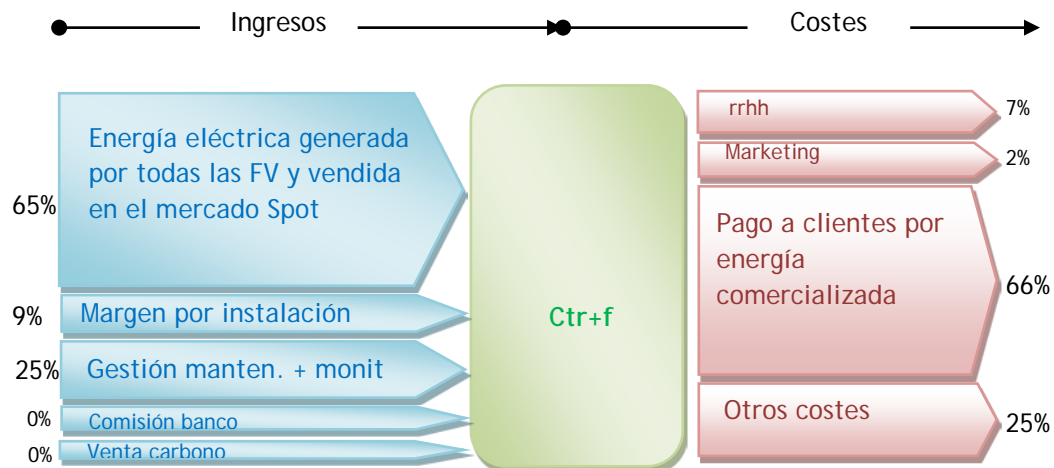 Ingresos
Costes
65%
Energía eléctrica generada
por todas las FV y vendida
en el mercado Spot
9%
Margen por instalación
25%
Gestión manten. + monit
0%
Comisión banco
0%
Venta carbono
Ctr+f
rrhh
7%
Marketing
2%
Pago a clientes por
energía
comercializada
66%
Otros costes
25%